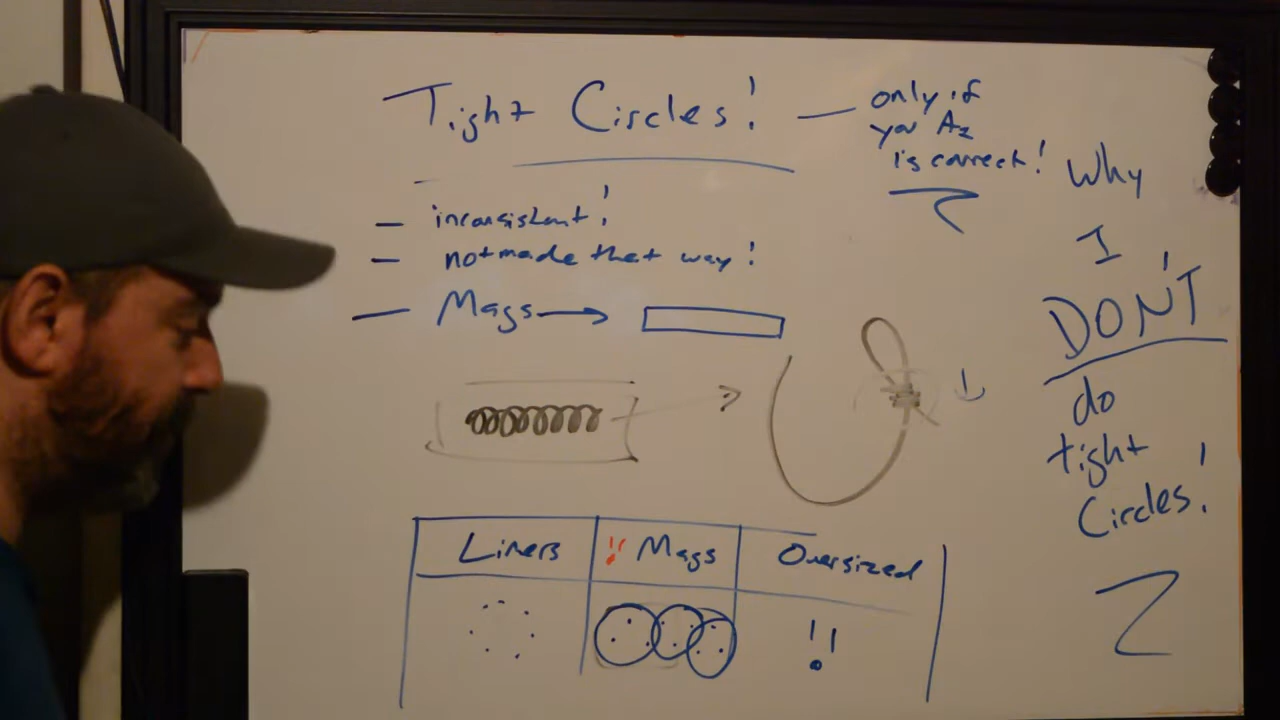 Tight Circles! — only if
you Az
is correct!
— inconsistant!
— not made that way!
— Mags →
Liners !! Mags Oversized
!!
Why
I
DON'T
do
tight
Circles!